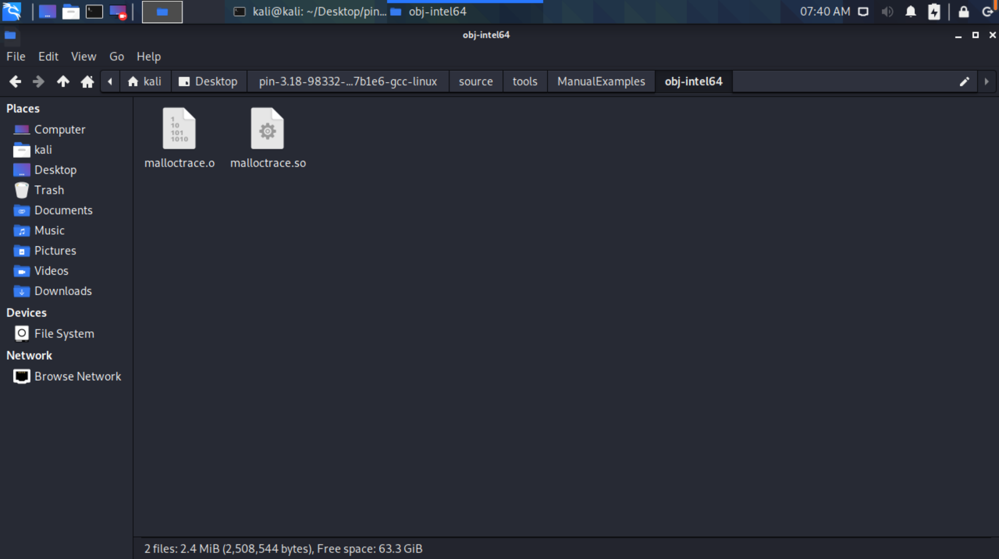 kali@kali: ~/Desktop/pin... obj-intel64 07:40 AM
obj-intel64
File Edit View Go Help
kali Desktop pin-3.18-98332-...7b1e6-gcc-linux source tools ManualExamples obj-intel64
Places
Computer
kali
Desktop
Trash
Documents
Music
Pictures
Videos
Downloads
Devices
File System
Network
Browse Network
1
10
101
1010
malloctrace.o malloctrace.so
2 files: 2.4 MiB (2,508,544 bytes), Free space: 63.3 GiB